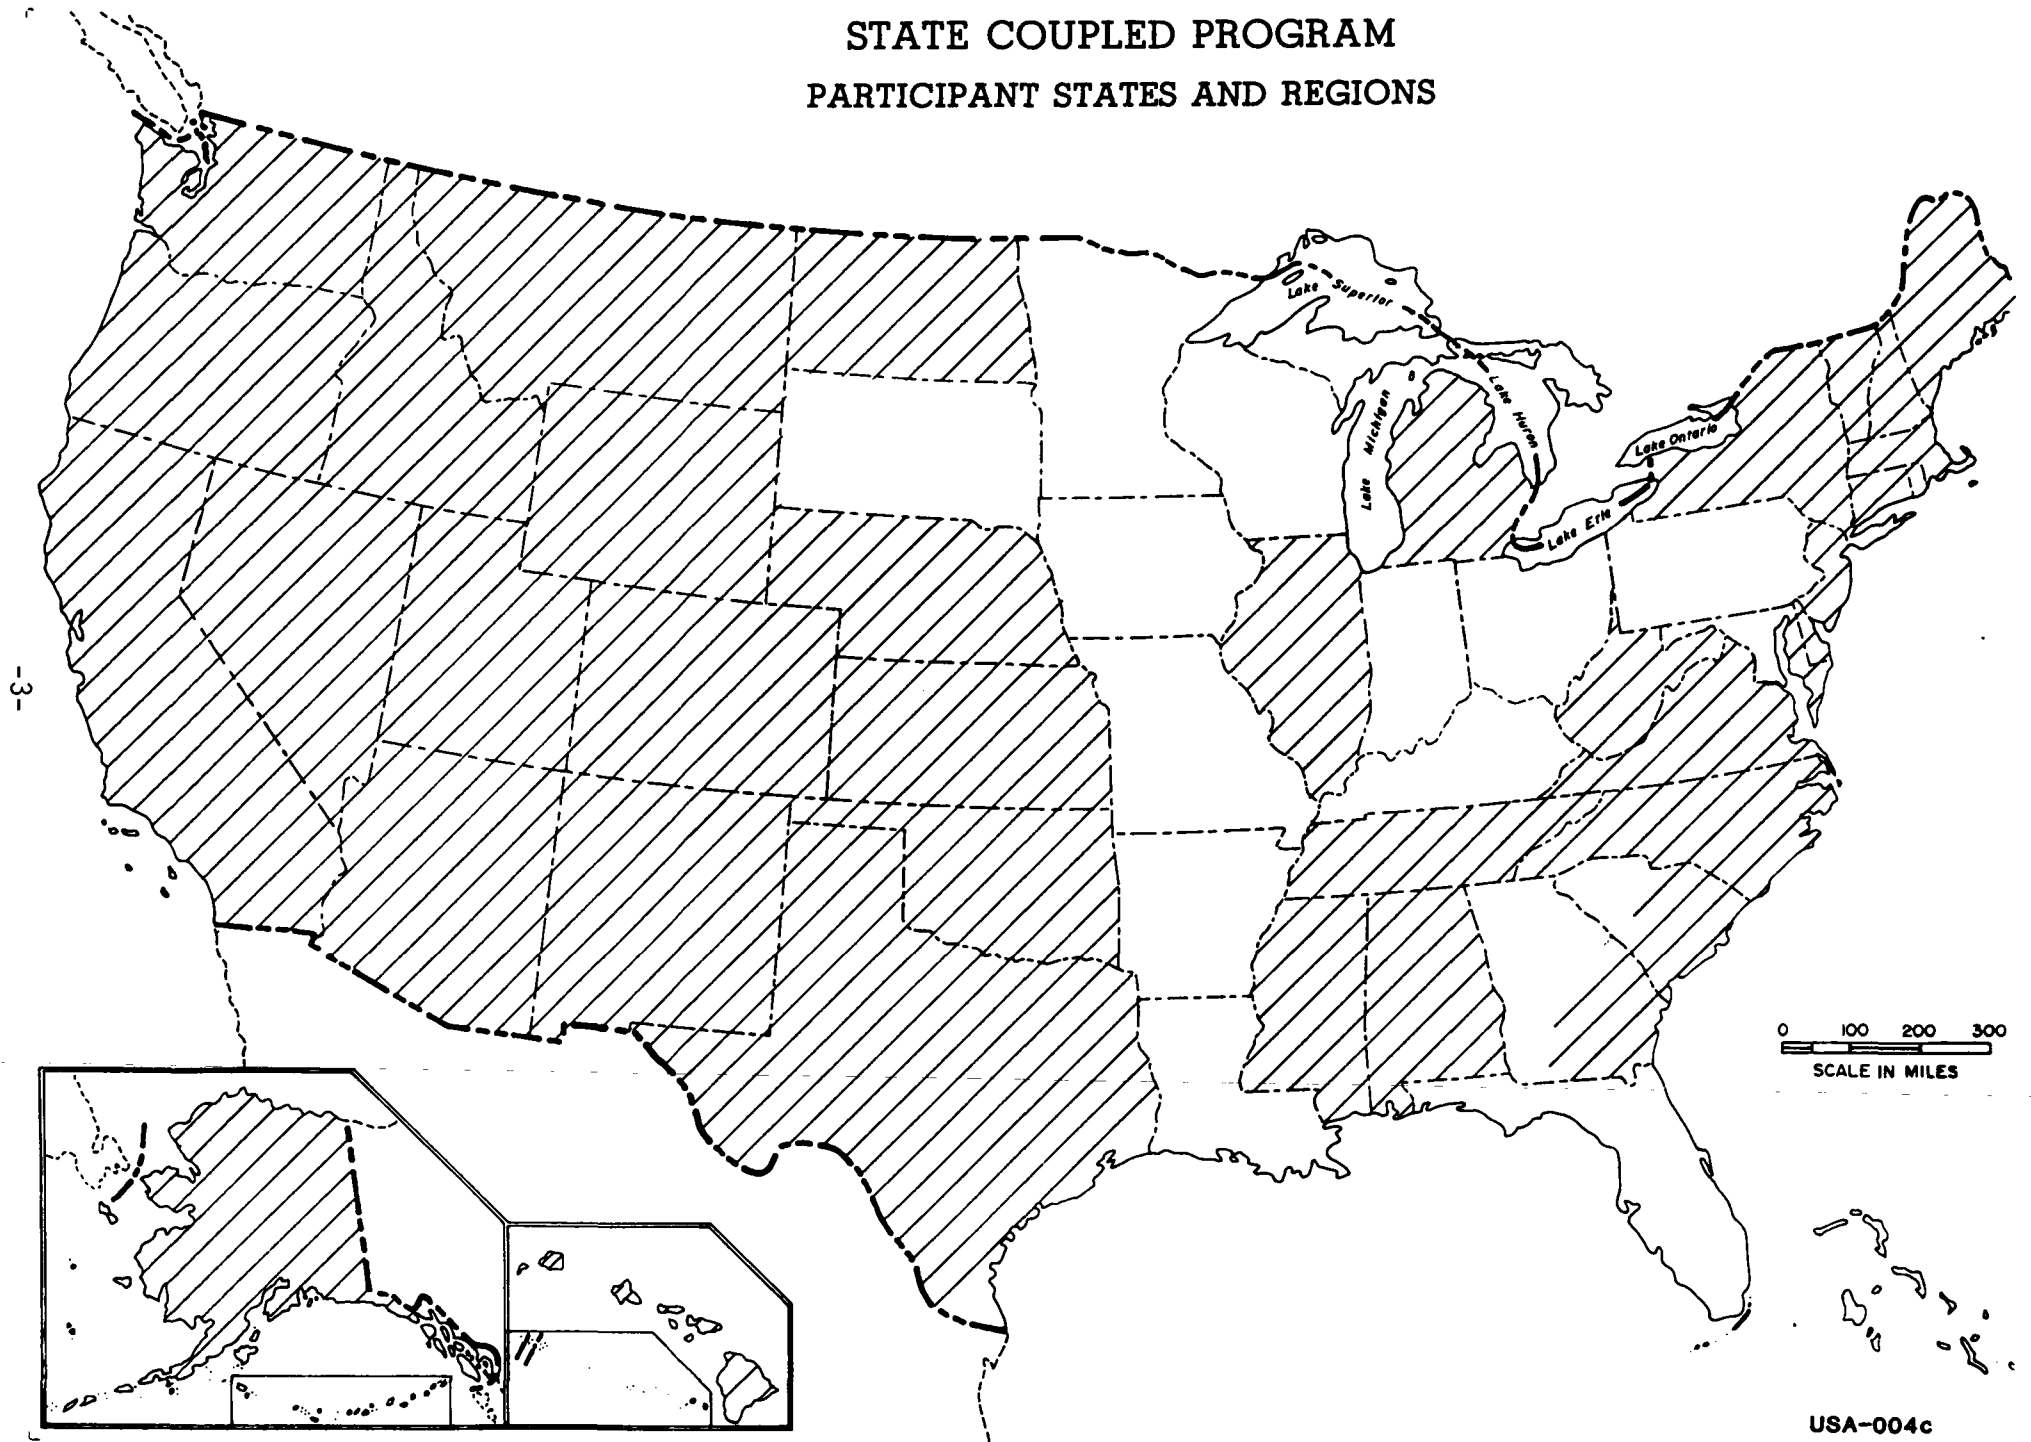 STATE COUPLED PROGRAM
PARTICIPANT STATES AND REGIONS
Lake Superior
Lake Michigan
Lake Huron
Lake Ontario
Lake Erie
-3-
0 100 200 300
SCALE IN MILES
USA-004c